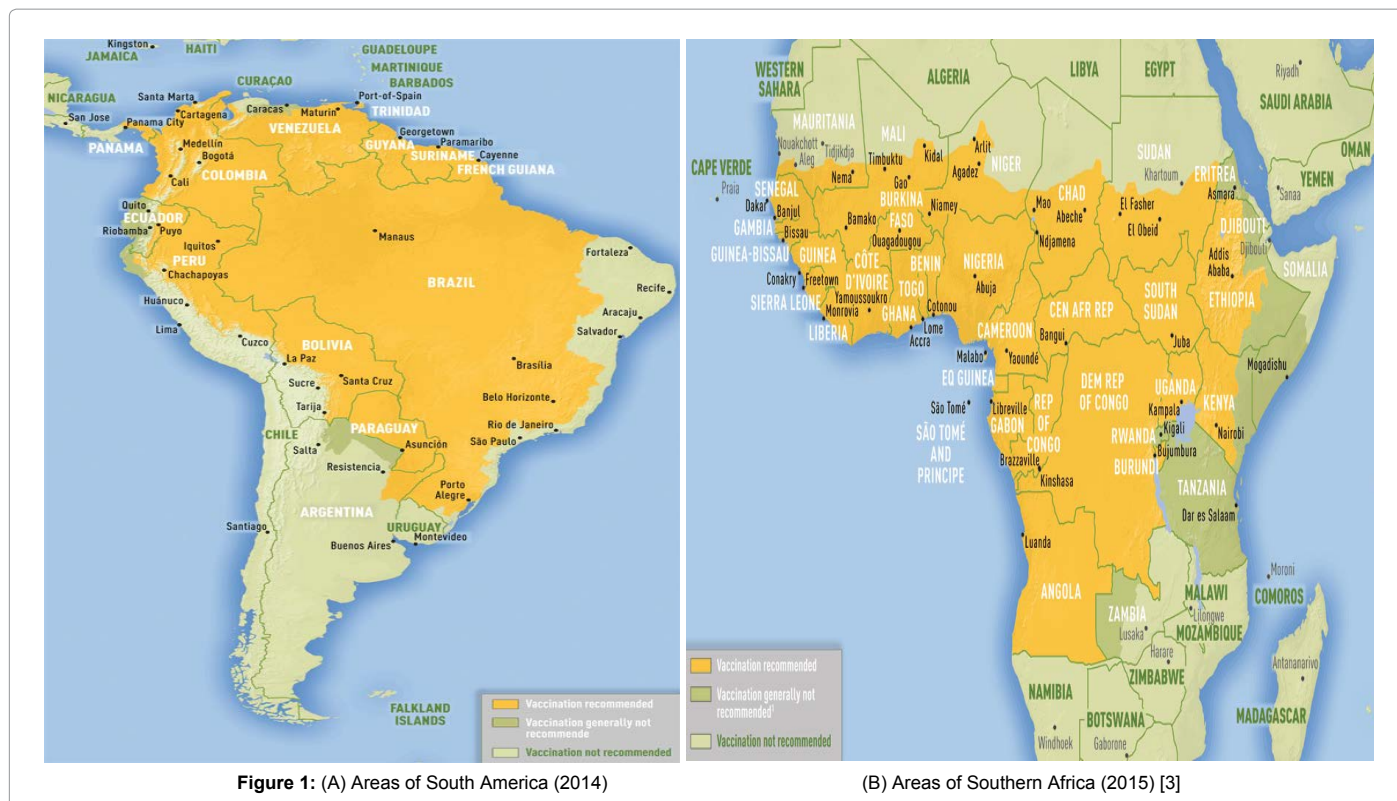 Kingston
JAMAICA
HAITI
GUADELOUPE
MARTINIQUE
BARBADOS
CURAÇAO
NICARAGUA
San Jose
Santa Marta
Cartagena
Panama City
PANAMA
Caracas
Maturin
Port-of-Spain
TRINIDAD
VENEZUELA
Georgetown
GUYANA
Paramaribo
SURINAME
Cayenne
FRENCH GUIANA
Medellín
Bogotá
COLOMBIA
Cali
Quito
ECUADOR
Riobamba
Puyo
Iquitos
PERU
Chachapoyas
Manaus
BRAZIL
Fortaleza
Recife
Aracaju
Salvador
Huánuco
Lima
Cuzco
BOLIVIA
La Paz
Santa Cruz
Sucre
Tarija
Brasília
Belo Horizonte
Rio de Janeiro
São Paulo
PARAGUAY
Asunción
CHILE
Salta
Resistencia
Porto
Alegre
ARGENTINA
URUGUAY
Santiago
Buenos Aires
Montevideo
FALKLAND
ISLANDS
Vaccination recommended
Vaccination generally not
recommende
Vaccination not recommended
WESTERN
SAHARA
ALGERIA
LIBYA
EGYPT
Riyadh
SAUDI ARABIA
OMAN
YEMEN
Sanaa
MAURITANIA
Nouakchott
Aleg
Tidjikdja
MALI
Timbuktu
Kidal
Arlit
Agadez
NIGER
SUDAN
Khartoum
ERITREA
Asmara
CAPE VERDE
Praia
Nema
Gao
SENEGAL
Dakar
Banjul
GAMBIA
Bissau
GUINEA-BISSAU
Bamako
BURKINA
FASO
Ouagadougou
Niamey
CHAD
Mao
Abeche
Ndjamena
El Fasher
El Obeid
DJIBOUTI
Djibouti
Addis
Ababa
SOMALIA
ETHIOPIA
GUINEA
Conakry
Freetown
SIERRA LEONE
CÔTE
D'IVOIRE
Yamoussoukro
Monrovia
LIBERIA
BENIN
TOGO
GHANA
Cotonou
Lome
Accra
NIGERIA
Abuja
CEN AFR REP
Bangui
SOUTH
SUDAN
Juba
CAMEROON
Yaoundé
Malabo
EQ GUINEA
Mogadishu
São Tomé
SÃO TOMÉ
AND
PRINCIPE
Libreville
GABON
REP
OF
CONGO
Brazzaville
Kinshasa
DEM REP
OF CONGO
UGANDA
Kampala
KENYA
Nairobi
Kigali
RWANDA
Bujumbura
BURUNDI
TANZANIA
Dar es Salaam
Luanda
ANGOLA
ZAMBIA
Lusaka
MALAWI
Lilongwe
Moroni
COMOROS
MOZAMBIQUE
Harare
ZIMBABWE
NAMIBIA
Windhoek
BOTSWANA
Gaborone
Antananarivo
MADAGASCAR
Vaccination recommended
Vaccination generally not
recommended¹
Vaccination not recommended
Figure 1: (A) Areas of South America (2014)
(B) Areas of Southern Africa (2015) [3]